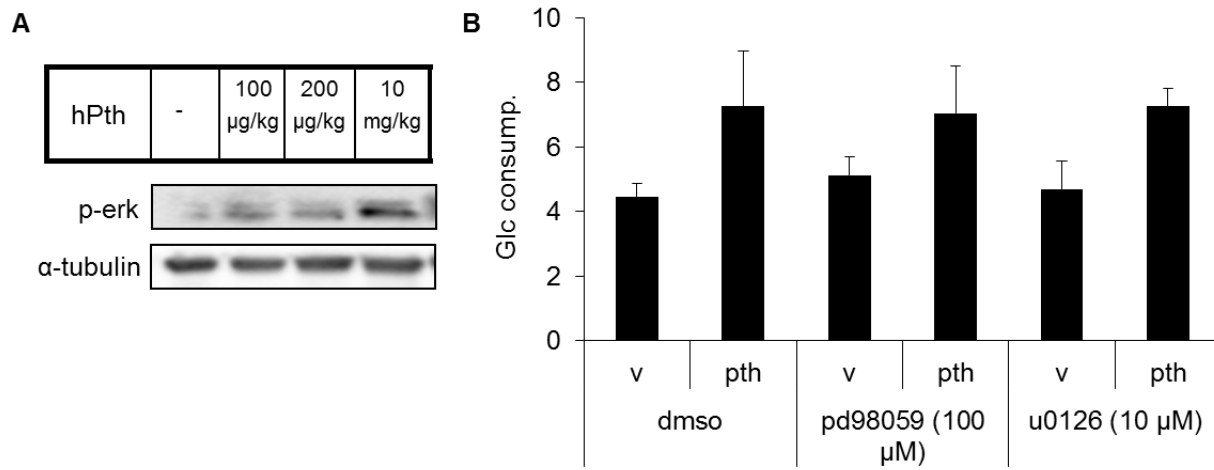 A
hPth
-
100
µg/kg
200
µg/kg
10
mg/kg
p-erk
α-tubulin
B
Glc consump.
10
8
6
4
2
0
v
pth
v
pth
v
pth
dmso
pd98059 (100
µM)
u0126 (10 µM)